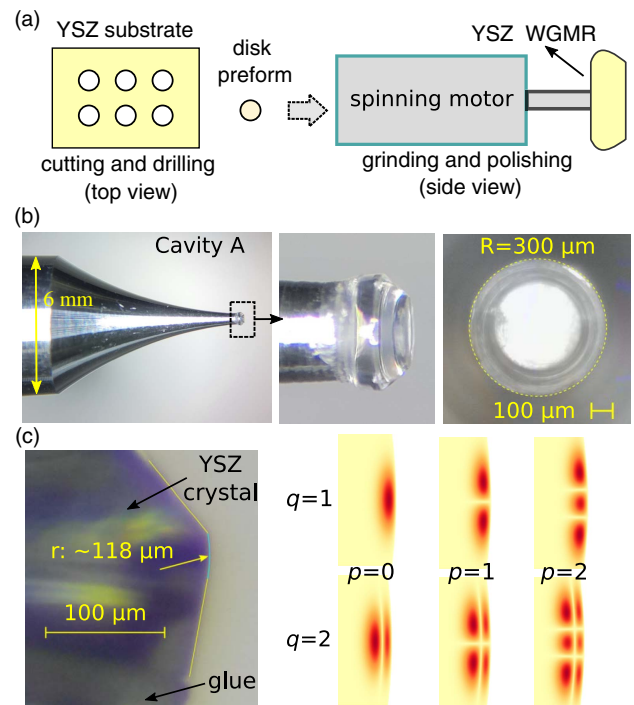 (a)
YSZ substrate
disk
preform
YSZ WGMR
spinning motor
cutting and drilling
(top view)
grinding and polishing
(side view)
(b)
Cavity A
6 mm
R=300 μm
100 μm
(c)
YSZ
crystal
r: ~118 μm
100 μm
glue
q=1
p=0
p=1
p=2
q=2